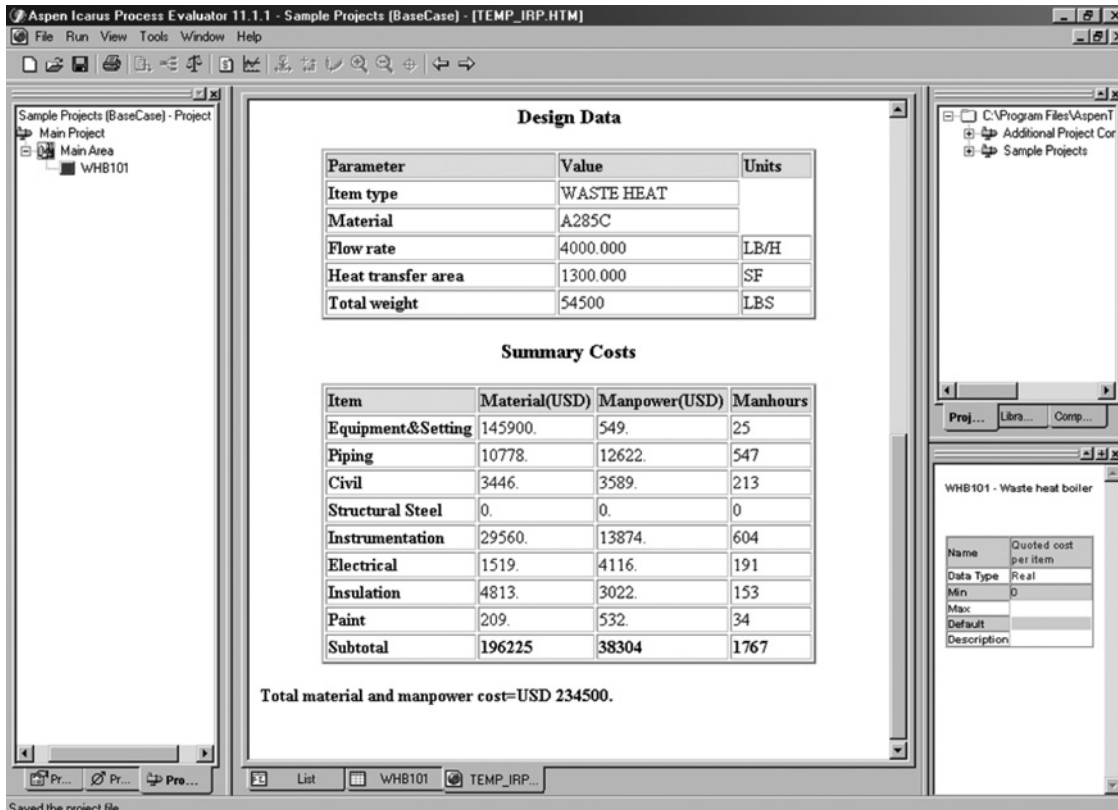 Aspen Icarus Process Evaluator 11.1.1 - Sample Projects (BaseCase) - [TEMP_IRP.HTM]
File Run View Tools Window Help
Sample Projects (BaseCase) - Project
Main Project
Main Area
WHB101
Pr... Pr... Pro...
Design Data
Parameter Value Units
Item type WASTE HEAT
Material A285C
Flow rate 4000.000 LB/H
Heat transfer area 1300.000 SF
Total weight 54500 LBS
Summary Costs
Item Material(USD) Manpower(USD) Manhours
Equipment&Setting 145900. 549. 25
Piping 10778. 12622. 547
Civil 3446. 3589. 213
Structural Steel 0. 0. 0
Instrumentation 29560. 13874. 604
Electrical 1519. 4116. 191
Insulation 4813. 3022. 153
Paint 209. 532. 34
Subtotal 196225 38304 1767
Total material and manpower cost=USD 234500.
List WHB101 TEMP_IRP...
C:\Program Files\AspenT
Additional Project Cor
Sample Projects
Proj... Libra... Comp...
WHB101 - Waste heat boiler
Name Quoted cost
per item
Data Type Real
Min 0
Max
Default
Description
Saved the project file